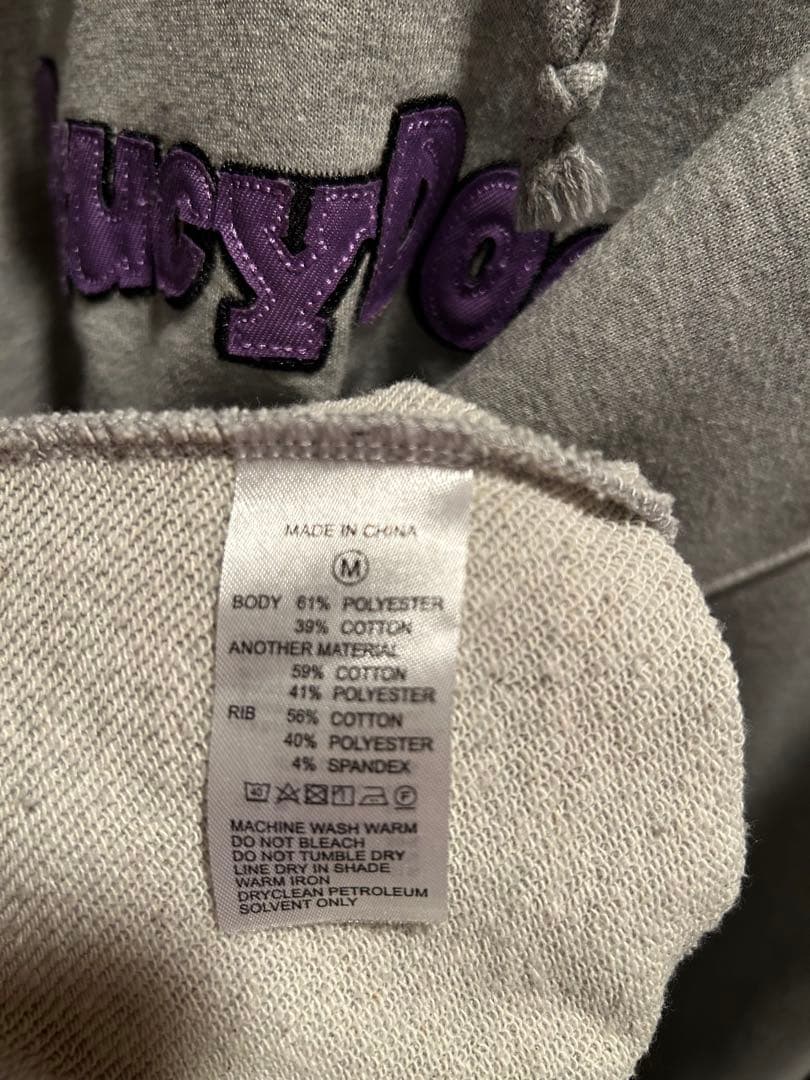 ucy
MADE IN CHINA
M
BODY 61% POLYESTER
39% COTTON
ANOTHER MATERIAL
59% COTTON
41% POLYESTER
RIB 56% COTTON
40% POLYESTER
4% SPANDEX
40 F
MACHINE WASH WARM
DO NOT BLEACH
DO NOT TUMBLE DRY
LINE DRY IN SHADE
WARM IRON
DRYCLEAN PETROLEUM
SOLVENT ONLY